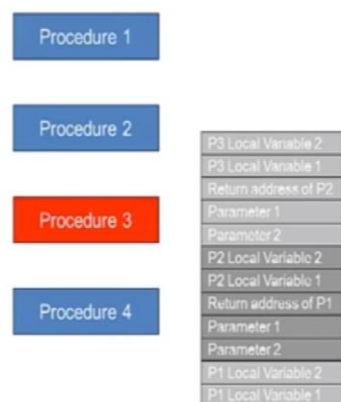 Procedure 1
Procedure 2
Procedure 3
Procedure 4
P3 Local Variable 2
P3 Local Variable 1
Return address of P2
Parameter 1
Parameter 2
P2 Local Variable 2
P2 Local Variable 1
Return address of P1
Parameter 1
Parameter 2
P1 Local Variable 2
P1 Local Variable 1